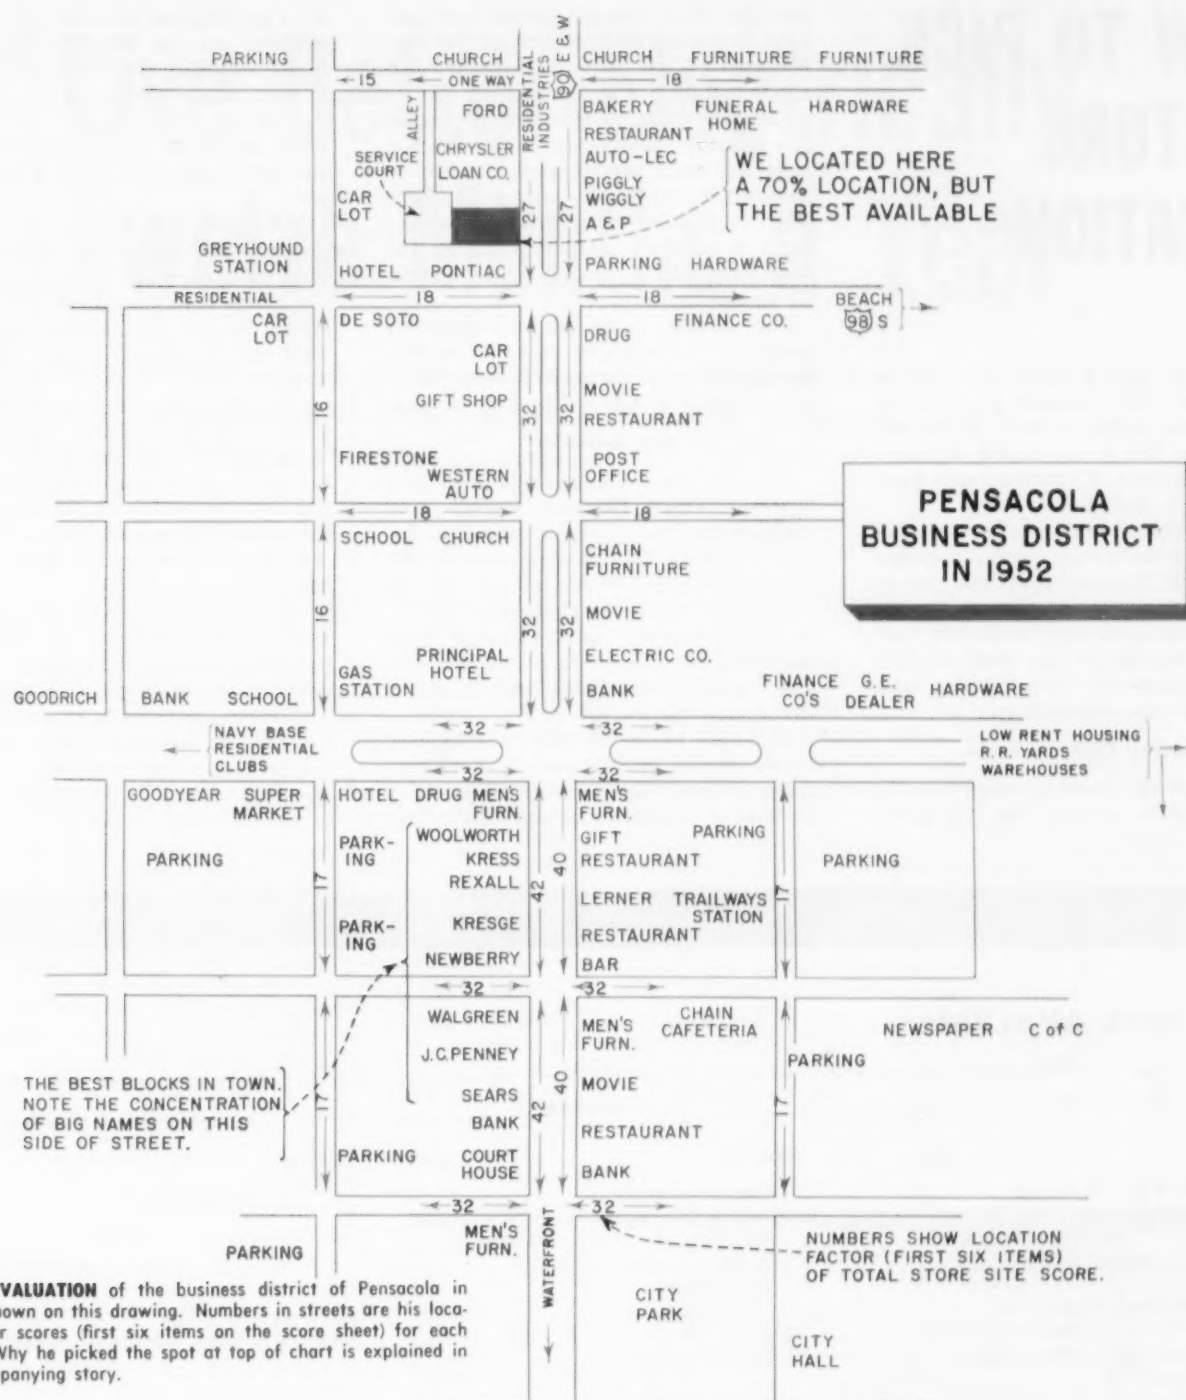 PARKING
CHURCH
RESIDENTIAL
INDUSTRIES
90 E & W
CHURCH FURNITURE FURNITURE
15
ONE WAY
18
ALLEY
FORD
BAKERY FUNERAL HOME HARDWARE
RESTAURANT
SERVICE
COURT
CHRYSLER
LOAN CO.
AUTO-LEC
PIGGLY
WIGGLY
A & P
WE LOCATED HERE
A 70% LOCATION, BUT
THE BEST AVAILABLE
CAR
LOT
27
27
GREYHOUND
STATION
HOTEL PONTIAC
PARKING HARDWARE
RESIDENTIAL
18
18
BEACH
98 S
CAR
LOT
DE SOTO
FINANCE CO.
DRUG
CAR
LOT
MOVIE
16
GIFT SHOP
32
32
RESTAURANT
FIRESTONE
WESTERN
AUTO
POST
OFFICE
PENSACOLA
BUSINESS DISTRICT
IN 1952
18
18
SCHOOL CHURCH
CHAIN
FURNITURE
16
32
32
MOVIE
PRINCIPAL
HOTEL
ELECTRIC CO.
GAS
STATION
BANK
FINANCE
CO'S
G.E.
DEALER
HARDWARE
GOODRICH BANK SCHOOL
32
32
NAVY BASE
RESIDENTIAL
CLUBS
LOW RENT HOUSING
R.R. YARDS
WAREHOUSES
32
32
GOODYEAR SUPER
MARKET
HOTEL DRUG MEN'S
FURN.
MEN'S
FURN.
PARKING
PARK-
ING
WOOLWORTH
KRESS
REXALL
GIFT
PARKING
RESTAURANT
PARKING
17
42
40
17
LERNER
TRAILWAYS
STATION
PARK-
ING
KRESGE
RESTAURANT
NEWBERRY
BAR
32
32
WALGREEN
MEN'S
FURN.
CHAIN
CAFETERIA
NEWSPAPER C of C
J.C. PENNEY
PARKING
THE BEST BLOCKS IN TOWN.
NOTE THE CONCENTRATION
OF BIG NAMES ON THIS
SIDE OF STREET.
17
SEARS
42
40
MOVIE
17
BANK
RESTAURANT
PARKING
COURT
HOUSE
BANK
32
32
PARKING
MEN'S
FURN.
WATERFRONT
NUMBERS SHOW LOCATION
FACTOR (FIRST SIX ITEMS)
OF TOTAL STORE SITE SCORE.
CITY
PARK
CITY
HALL
VALUATION of the business district of Pensacola in
own on this drawing. Numbers in streets are his loca-
r scores (first six items on the score sheet) for each
Why he picked the spot at top of chart is explained in
panying story.